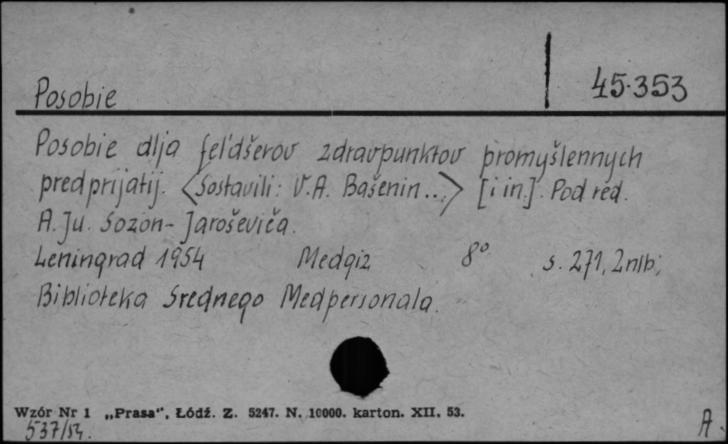 Posobie
45.353
Posobie dlja fel'dšerov zdravpunktov promyšlennych
predprijatij. <Sostavili: V.A. Bašenin...> [i in.]. Pod red.
A. Ju. Sozon-Jaroševiča.
Leningrad 1954 Medgiz 8° s. 271, 2nlb;
Biblioteka Srednego Medpersonala.
Wzór Nr 1 „Prasa”, Łódź. Z. 5247. N. 10000. karton. XII. 53.
537/54.
A.